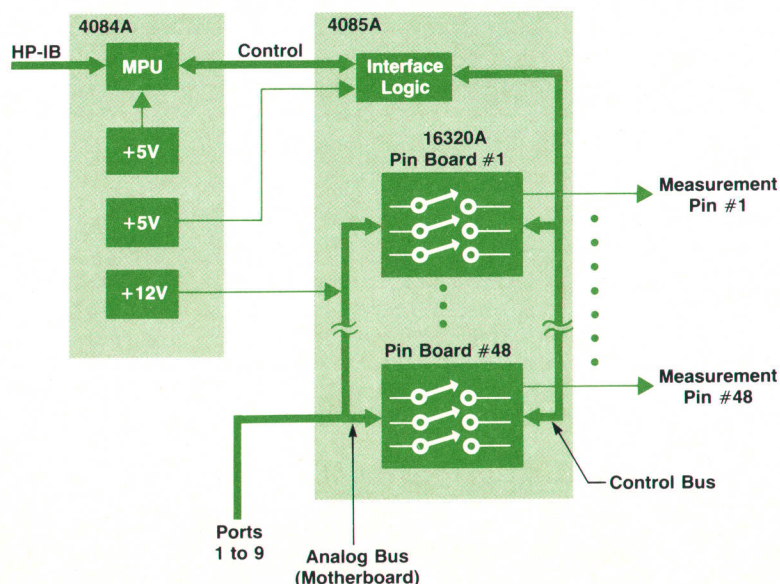 4084A
4085A
HP-IB
MPU
Control
Interface
Logic
+5V
+5V
+12V
16320A
Pin Board #1
Measurement
Pin #1
Pin Board #48
Measurement
Pin #48
Control Bus
Ports
1 to 9
Analog Bus
(Motherboard)